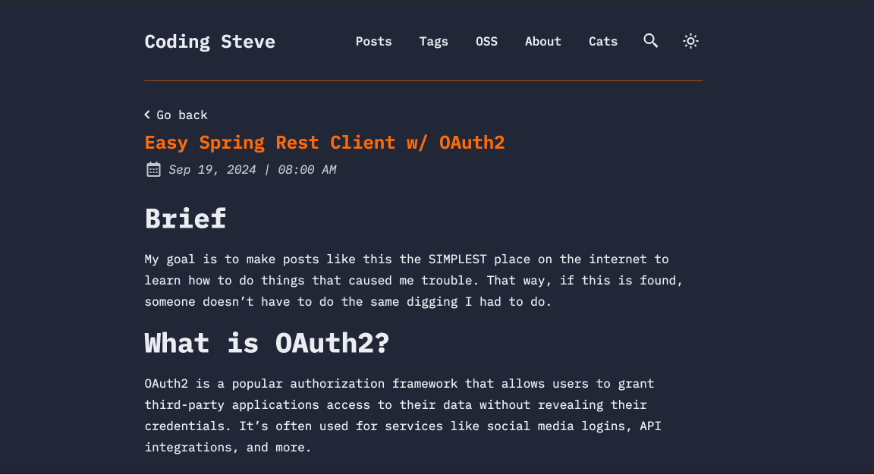 Coding Steve
Posts Tags OSS About Cats
Go back
Easy Spring Rest Client w/ OAuth2
Sep 19, 2024 | 08:00 AM
Brief
My goal is to make posts like this the SIMPLEST place on the internet to
learn how to do things that caused me trouble. That way, if this is found,
someone doesn’t have to do the same digging I had to do.
What is OAuth2?
OAuth2 is a popular authorization framework that allows users to grant
third-party applications access to their data without revealing their
credentials. It’s often used for services like social media logins, API
integrations, and more.